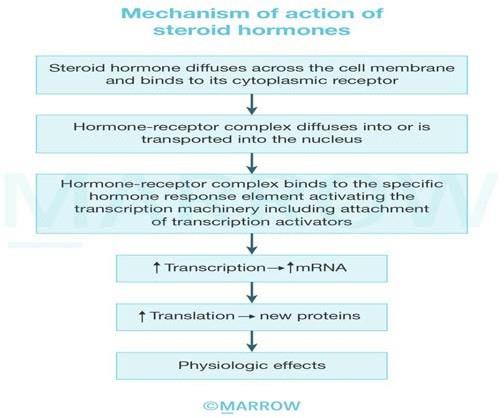 Mechanism of action of
steroid hormones
Steroid hormone diffuses across the cell membrane
and binds to its cytoplasmic receptor
Hormone-receptor complex diffuses into or is
transported into the nucleus
Hormone-receptor complex binds to the specific
hormone response element activating the
transcription machinery including attachment
of transcription activators
↑Transcription→↑mRNA
↑Translation→ new proteins
Physiologic effects
©MARROW
MARROW